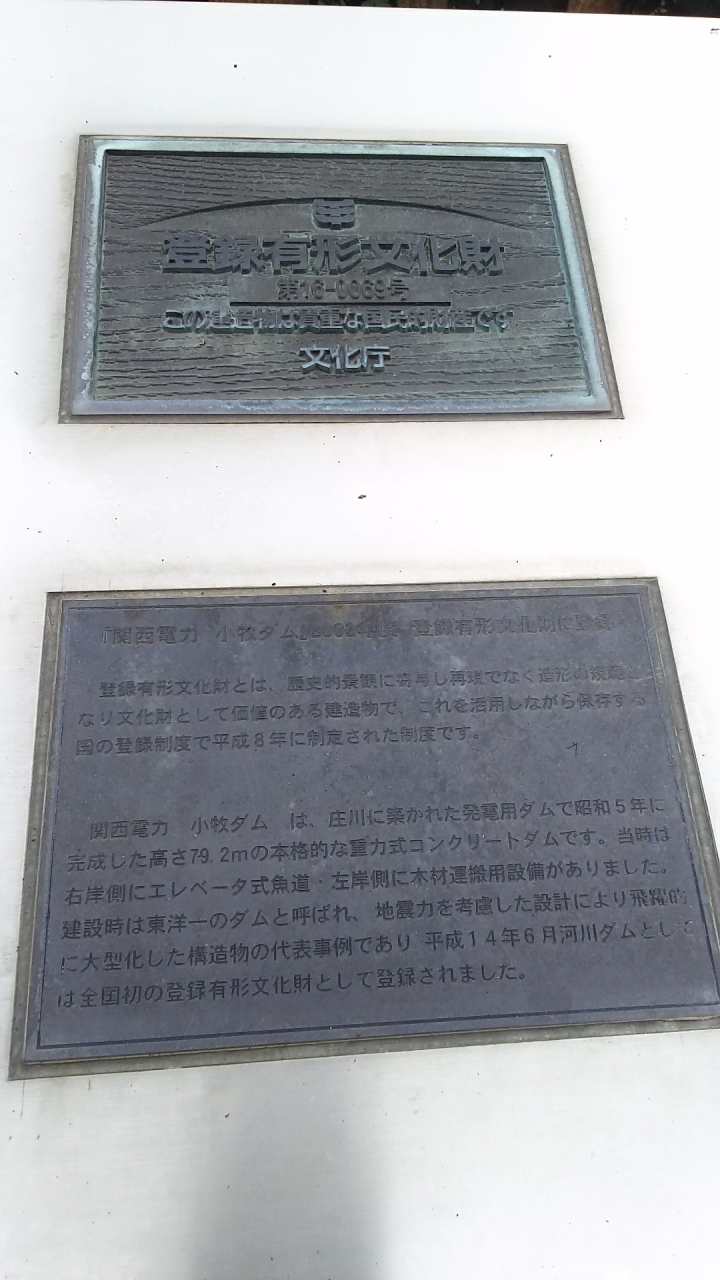 登録有形文化財
第16-0069号
この建造物は貴重な国民的財産です
文化庁
『関西電力 小牧ダム』 登録有形文化財に登録
登録有形文化財とは、歴史的景観に寄与し再現でなく造形の規範と
なり文化財として価値のある建造物で、これを活用しながら保存する
国の登録制度で平成8年に制定された制度です。
関西電力 小牧ダム は、庄川に築かれた発電用ダムで昭和5年に
完成した高さ79.2mの本格的な重力式コンクリートダムです。当時は
右岸側にエレベータ式魚道・左岸側に木材運搬用設備がありました。
建設時は東洋一のダムと呼ばれ、地震力を考慮した設計により飛躍的
に大型化した構造物の代表事例であり 平成14年6月河川ダムとして
は全国初の登録有形文化財として登録されました。